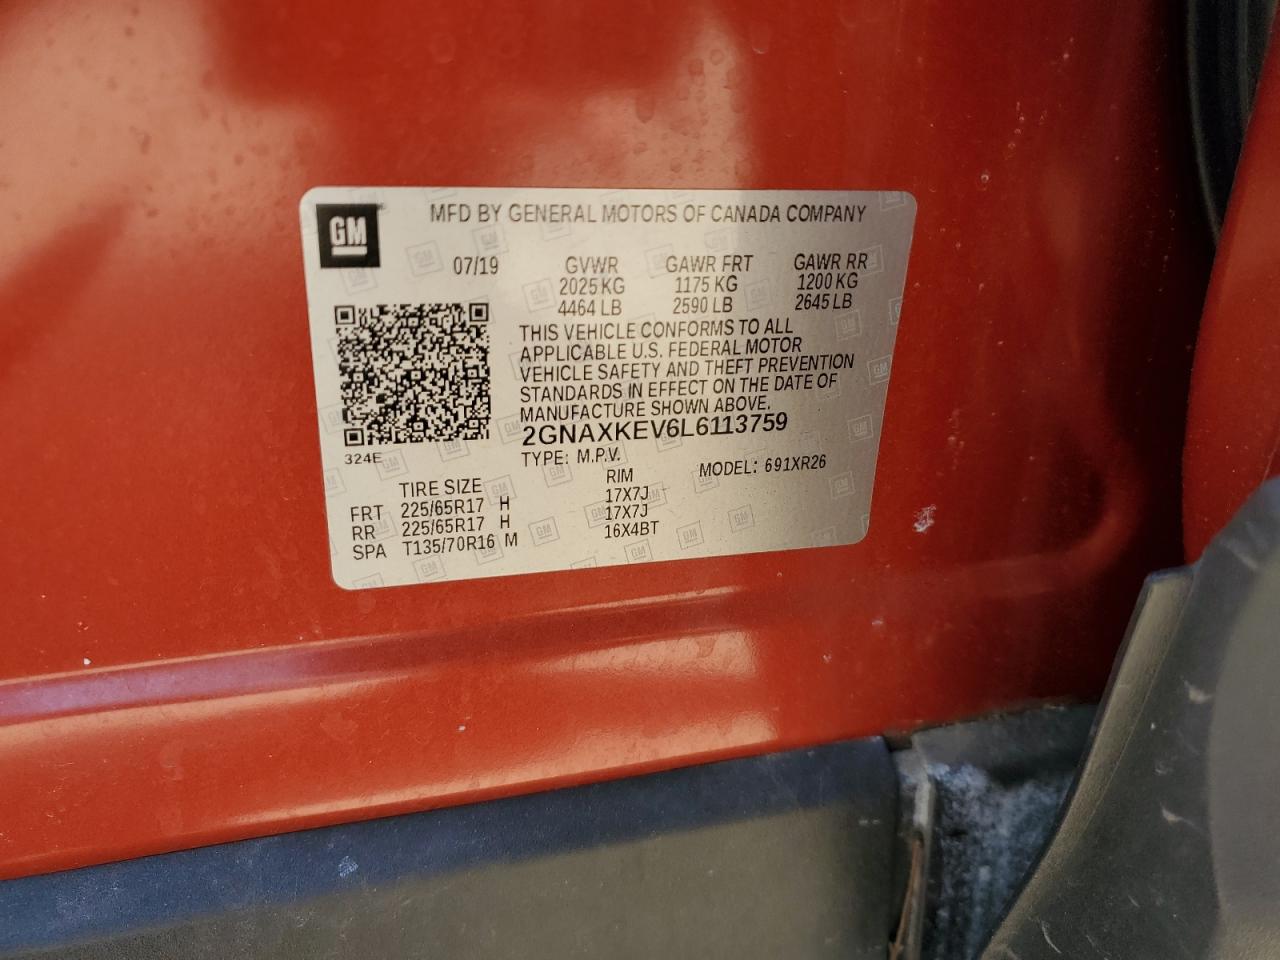 GM
MFD BY GENERAL MOTORS OF CANADA COMPANY
07/19
GVWR GAWR FRT GAWR RR
2025 KG 1175 KG 1200 KG
4464 LB 2590 LB 2645 LB
THIS VEHICLE CONFORMS TO ALL
APPLICABLE U.S. FEDERAL MOTOR
VEHICLE SAFETY AND THEFT PREVENTION
STANDARDS IN EFFECT ON THE DATE OF
MANUFACTURE SHOWN ABOVE.
2GNAXKEV6L6113759
324E
TYPE: M.P.V. MODEL: 691XR26
TIRE SIZE RIM
FRT 225/65R17 H 17X7J
RR 225/65R17 H 17X7J
SPA T135/70R16 M 16X4BT